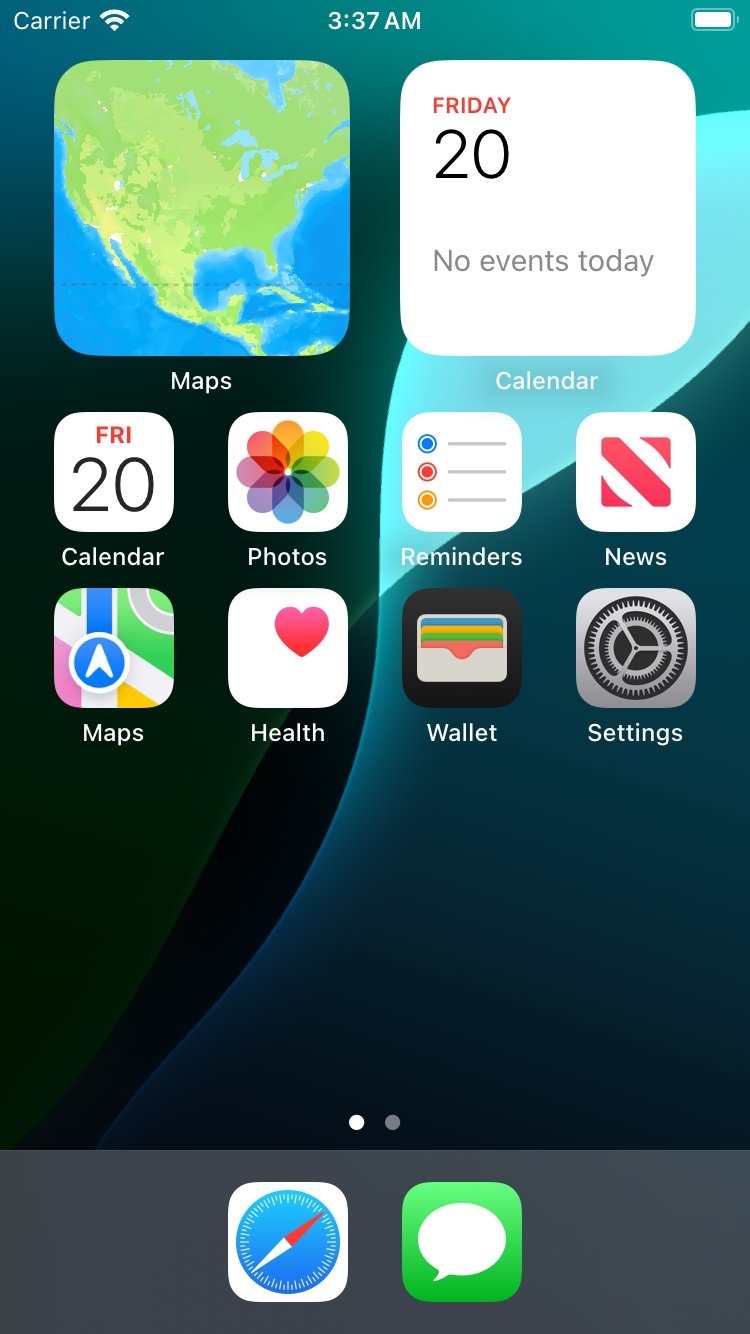 Carrier 3:37 AM
FRIDAY
20
No events today
Maps Calendar
FRI
20
Calendar Photos Reminders News
Maps Health Wallet Settings